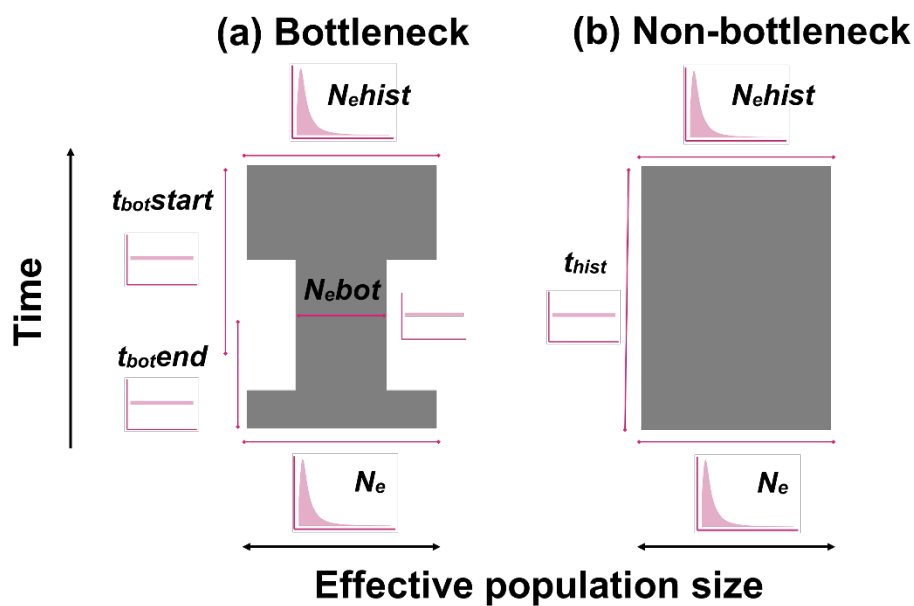 (a) Bottleneck
(b) Non-bottleneck
Nehist
Nehist
tbotstart
Nebot
thist
tbotend
Time
Ne
Ne
Effective population size